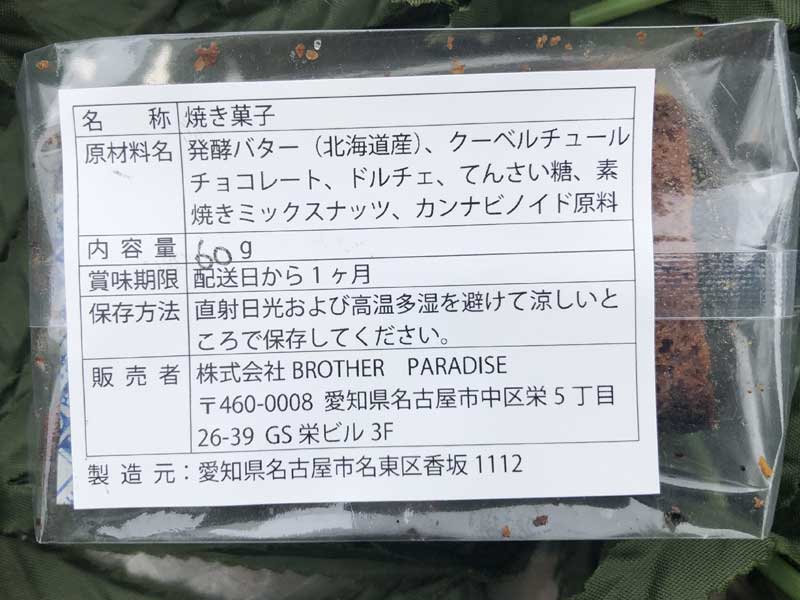 名 称 焼き菓子
原材料名 発酵バター（北海道産）、クーベルチュール
チョコレート、ドルチェ、てんさい糖、素
焼きミックスナッツ、カンナビノイド原料
内容量 60 g
賞味期限 配送日から1ヶ月
保存方法 直射日光および高温多湿を避けて涼しいと
ころで保存してください。
販売者 株式会社 BROTHER PARADISE
〒460-0008 愛知県名古屋市中区栄5丁目
26-39 GS栄ビル 3F
製造元：愛知県名古屋市名東区香坂1112